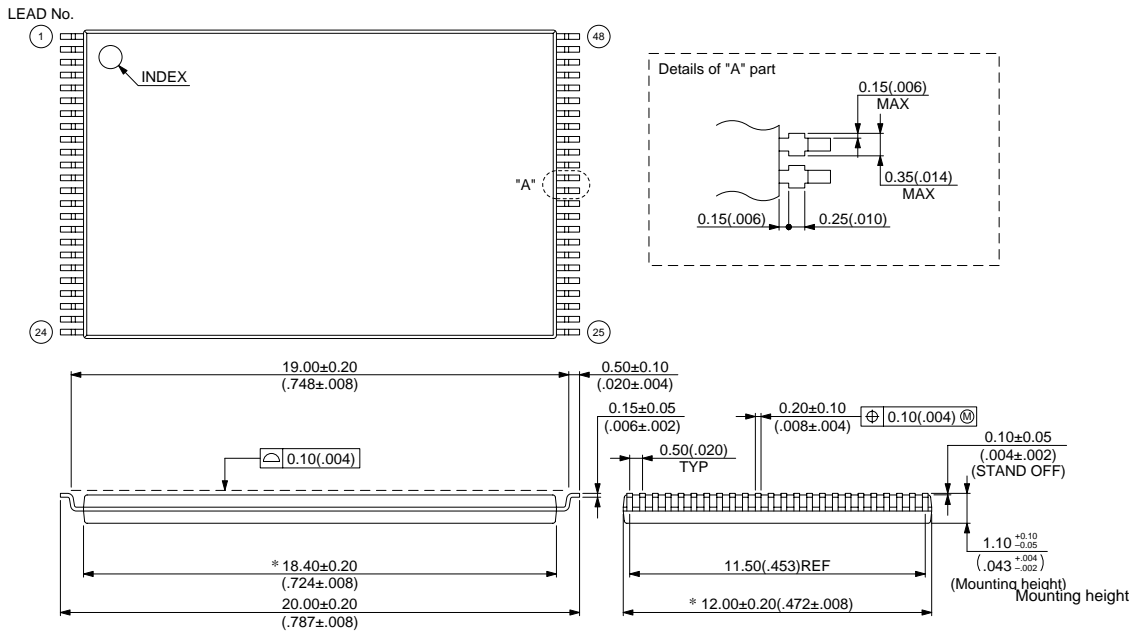 LEAD No.
1
48
INDEX
"A"
24
25
Details of "A" part
0.15(.006)
MAX
0.35(.014)
MAX
0.15(.006)
0.25(.010)
19.00±0.20
(.748±.008)
0.50±0.10
(.020±.004)
0.15±0.05
(.006±.002)
0.20±0.10
(.008±.004)
⌖ 0.10(.004) Ⓜ
0.50(.020)
TYP
0.10±0.05
(.004±.002)
(STAND OFF)
⌓ 0.10(.004)
* 18.40±0.20
(.724±.008)
20.00±0.20
(.787±.008)
11.50(.453)REF
* 12.00±0.20(.472±.008)
1.10 +0.10 -0.05
(.043 +.004 -.002)
(Mounting height)
Mounting height